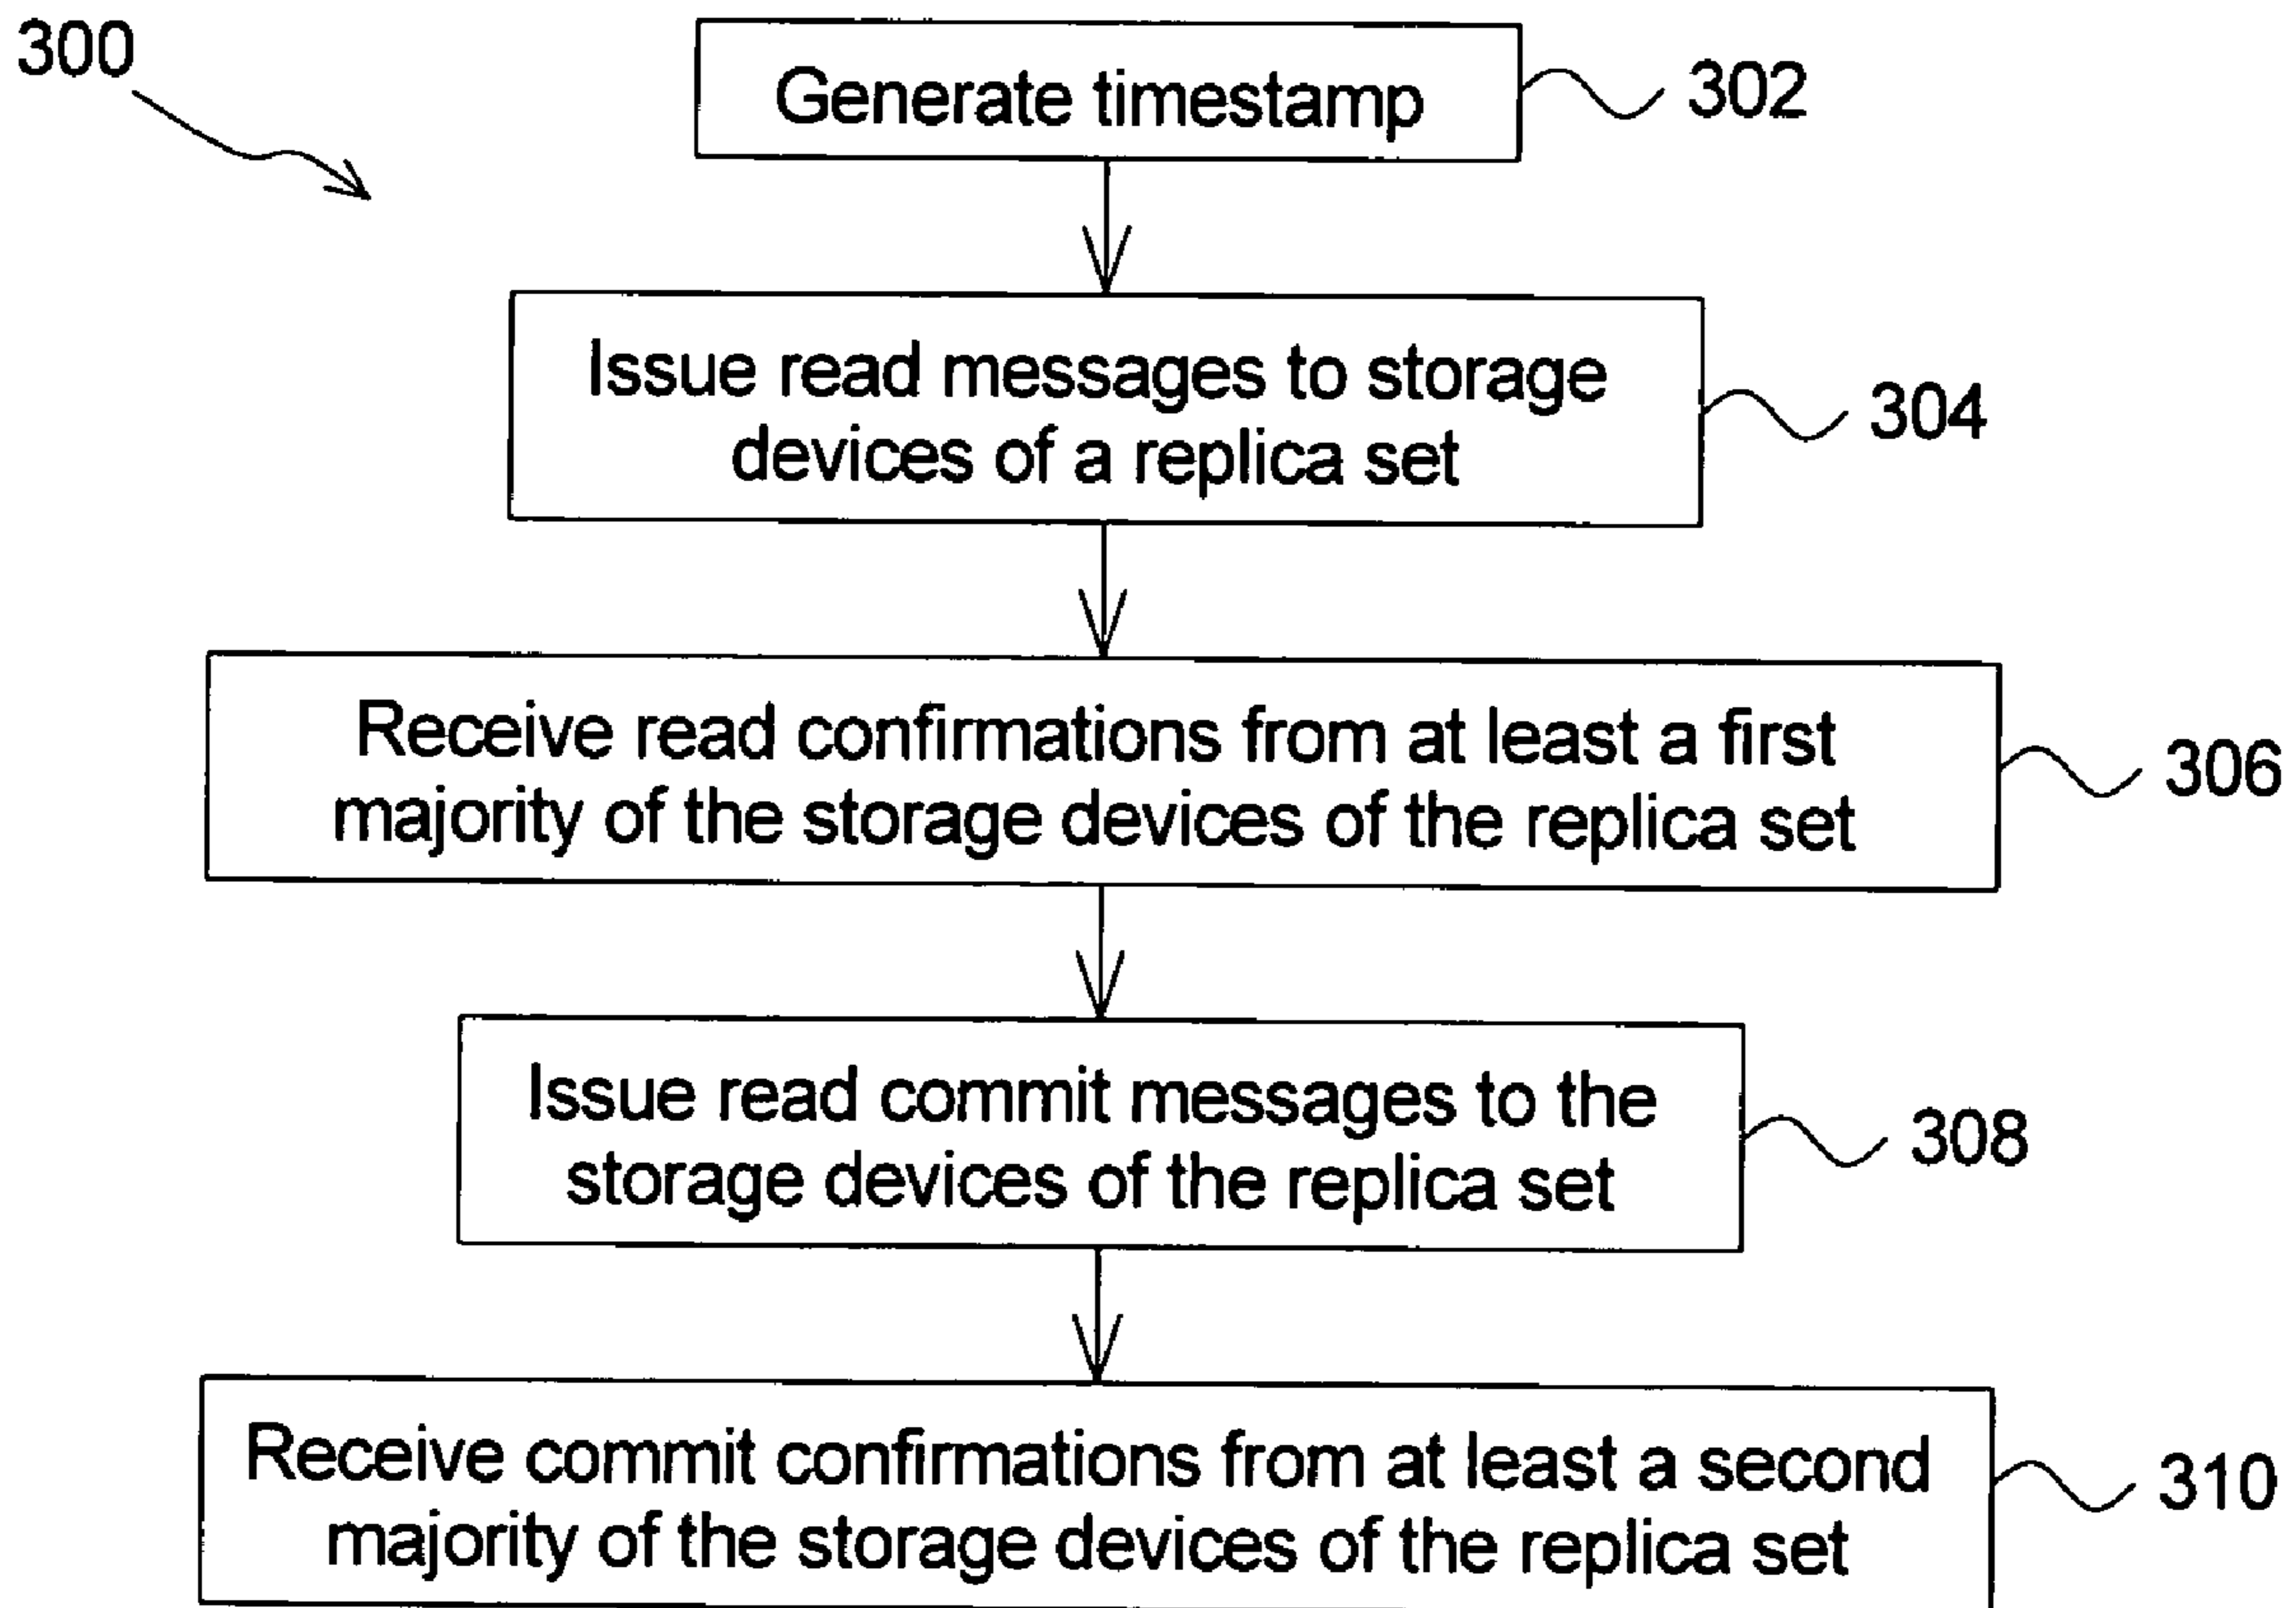 300
Generate timestamp
302
Issue read messages to storage
devices of a replica set
304
Receive read confirmations from at least a first
majority of the storage devices of the replica set
306
Issue read commit messages to the
storage devices of the replica set
308
Receive commit confirmations from at least a second
majority of the storage devices of the replica set
310